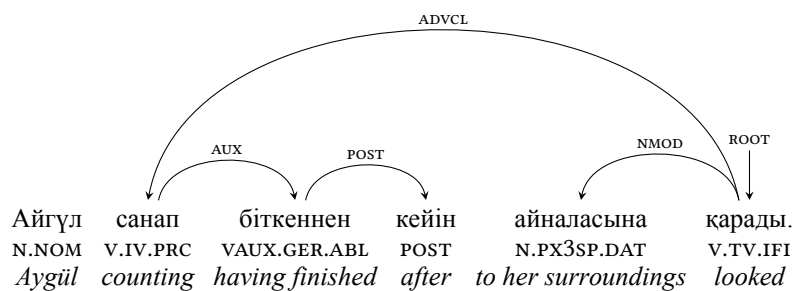 ADVCL
AUX POST NMOD ROOT
Айгүл санап біткеннен кейін айналасына қарады.
N.NOM V.IV.PRC VAUX.GER.ABL POST N.PX3SP.DAT V.TV.IFI
Aygül counting having finished after to her surroundings looked